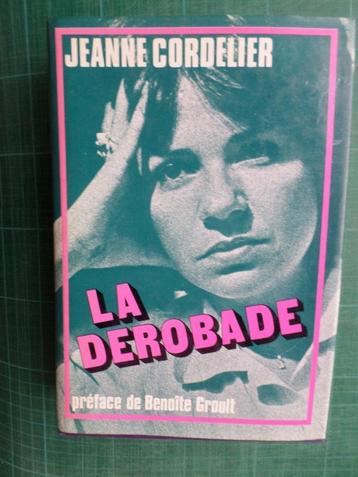 JEANNE CORDELIER
LA
DEROBADE
préface de Benoîte Groult